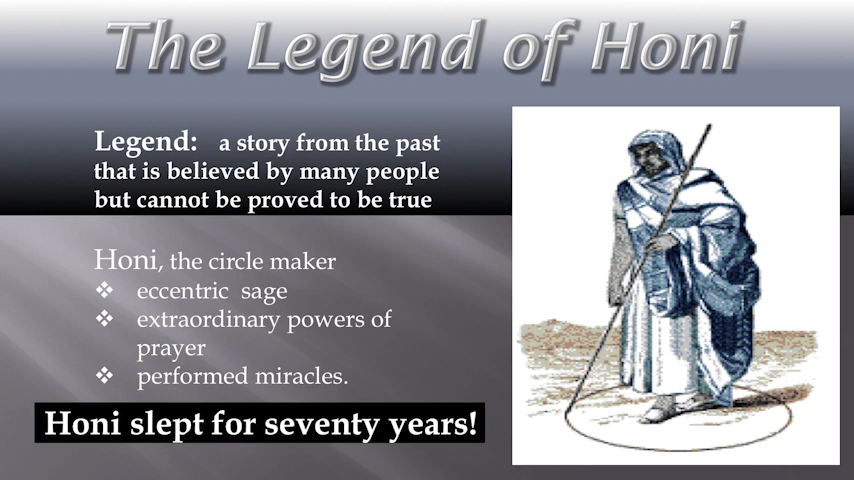 The Legend of Honi
Legend: a story from the past
that is believed by many people
but cannot be proved to be true
Honi, the circle maker
❖ eccentric sage
❖ extraordinary powers of
prayer
❖ performed miracles.
Honi slept for seventy years!